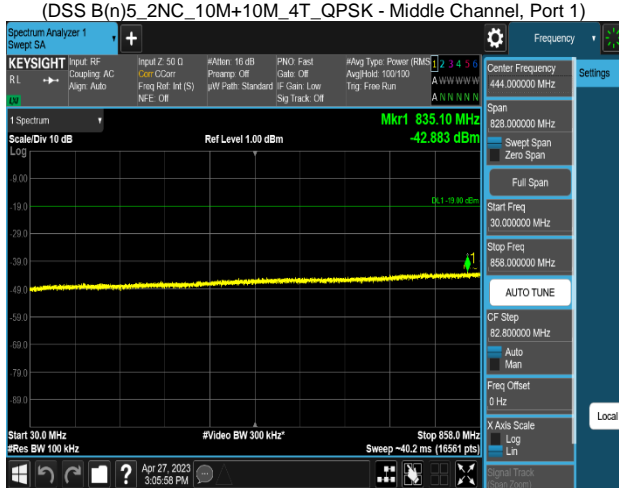 (DSS B(n)5_2NC_10M+10M_4T_QPSK - Middle Channel, Port 1)
Spectrum Analyzer 1
Swept SA
Frequency
KEYSIGHT
RL
Input: RF
Coupling: AC
Align: Auto
Input Z: 50 Ω
Corr CCorr
Freq Ref: Int (S)
NFE: Off
#Atten: 16 dB
Preamp: Off
µW Path: Standard
PNO: Fast
Gate: Off
IF Gain: Low
Sig Track: Off
#Avg Type: Power (RMS
Avg|Hold: 100/100
Trig: Free Run
1 2 3 4 5 6
A W W W W W
A N N N N N
Center Frequency
444.000000 MHz
Settings
Span
828.000000 MHz
Swept Span
Zero Span
Full Span
Start Freq
30.000000 MHz
Stop Freq
858.000000 MHz
AUTO TUNE
CF Step
82.800000 MHz
Auto
Man
Freq Offset
0 Hz
X Axis Scale
Log
Lin
Signal Track
(Span Zoom)
Local
1 Spectrum
Scale/Div 10 dB
Log
Ref Level 1.00 dBm
Mkr1 835.10 MHz
-42.883 dBm
-9.00
-19.0
-29.0
-39.0
-49.0
-59.0
-69.0
-79.0
-89.0
DL1 -19.00 dBm
1
Start 30.0 MHz
#Res BW 100 kHz
#Video BW 300 kHz*
Stop 858.0 MHz
Sweep ~40.2 ms (16561 pts)
?
Apr 27, 2023
3:05:58 PM